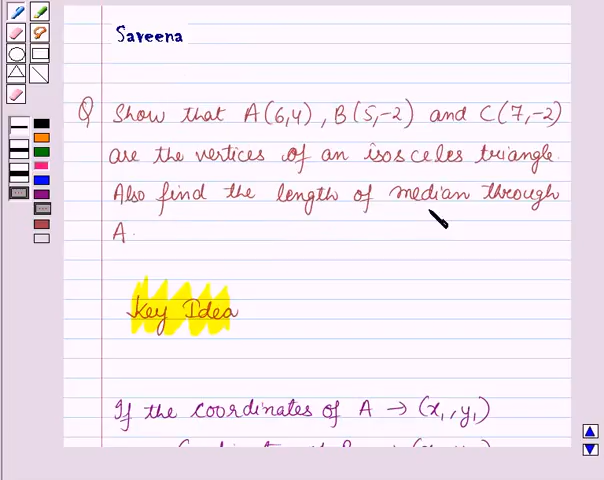 Saveena
Q Show that A(6,4), B(5,-2) and C(7,-2)
are the vertices of an isosceles triangle.
Also find the length of median through
A.
Key Idea
If the coordinates of A → (x₁, y₁)